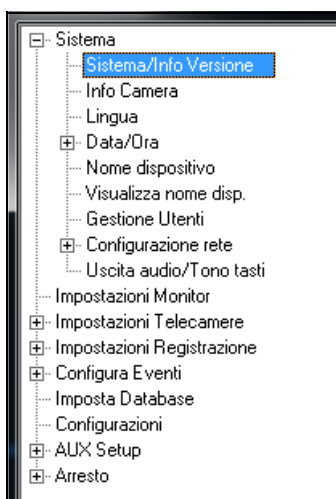 Sistema
Sistema/Info Versione
Info Camera
Lingua
Data/Ora
Nome dispositivo
Visualizza nome disp.
Gestione Utenti
Configurazione rete
Uscita audio/Tono tasti
Impostazioni Monitor
Impostazioni Telecamere
Impostazioni Registrazione
Configura Eventi
Imposta Database
Configurazioni
AUX Setup
Arresto